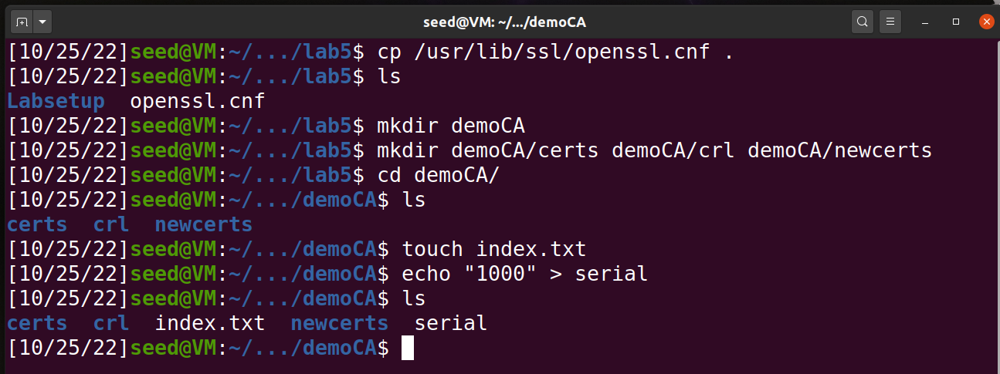 seed@VM: ~/.../demoCA
[10/25/22]seed@VM:~/.../lab5$ cp /usr/lib/ssl/openssl.cnf .
[10/25/22]seed@VM:~/.../lab5$ ls
Labsetup  openssl.cnf
[10/25/22]seed@VM:~/.../lab5$ mkdir demoCA
[10/25/22]seed@VM:~/.../lab5$ mkdir demoCA/certs demoCA/crl demoCA/newcerts
[10/25/22]seed@VM:~/.../lab5$ cd demoCA/
[10/25/22]seed@VM:~/.../demoCA$ ls
certs  crl  newcerts
[10/25/22]seed@VM:~/.../demoCA$ touch index.txt
[10/25/22]seed@VM:~/.../demoCA$ echo "1000" > serial
[10/25/22]seed@VM:~/.../demoCA$ ls
certs  crl  index.txt  newcerts  serial
[10/25/22]seed@VM:~/.../demoCA$